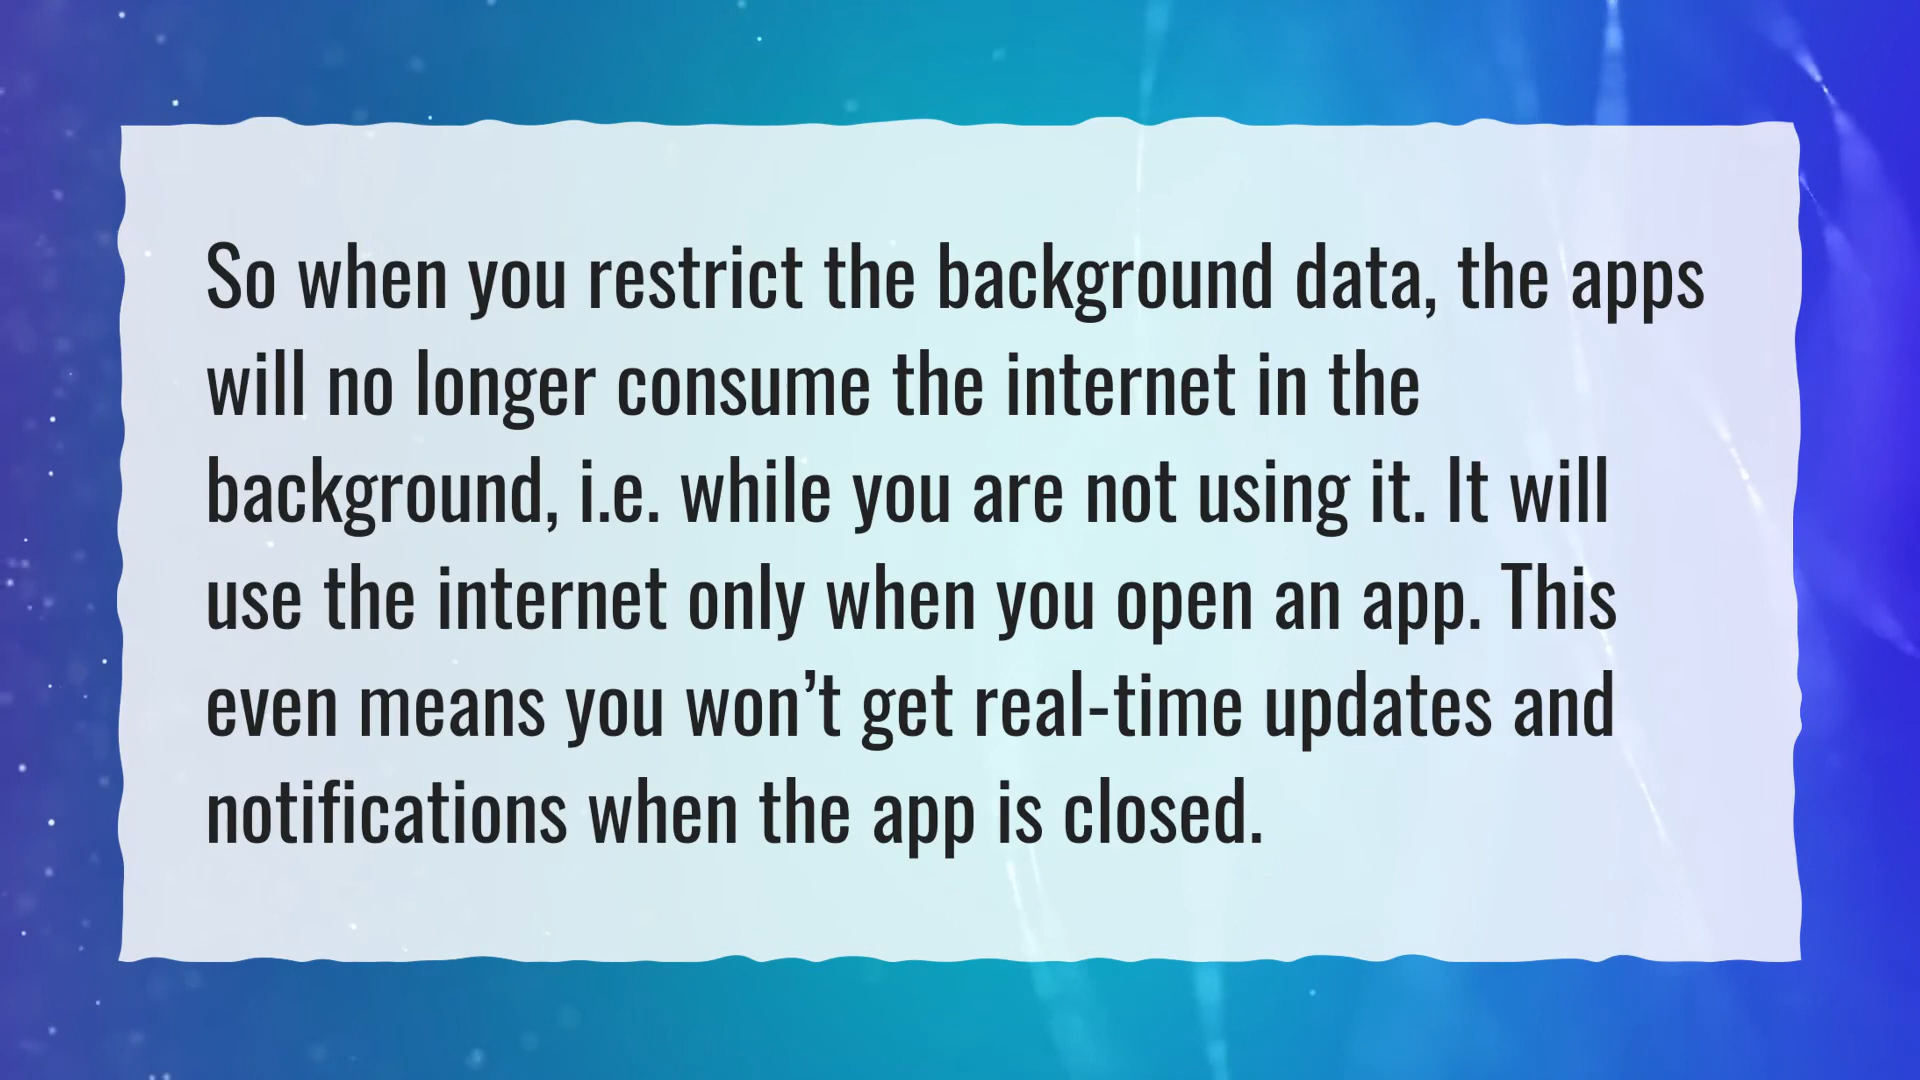 So when you restrict the background data, the apps
will no longer consume the internet in the
background, i.e. while you are not using it. It will
use the internet only when you open an app. This
even means you won’t get real-time updates and
notifications when the app is closed.